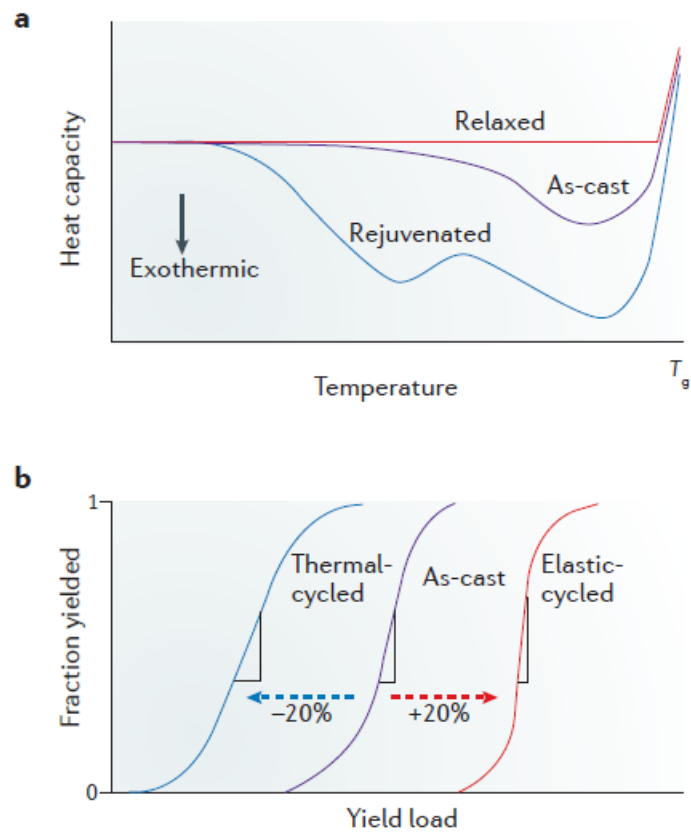 a
Heat capacity
Relaxed
As-cast
Rejuvenated
Exothermic
Temperature
Tg
b
1
Fraction yielded
Thermal-
cycled
As-cast
Elastic-
cycled
–20%
+20%
0
Yield load